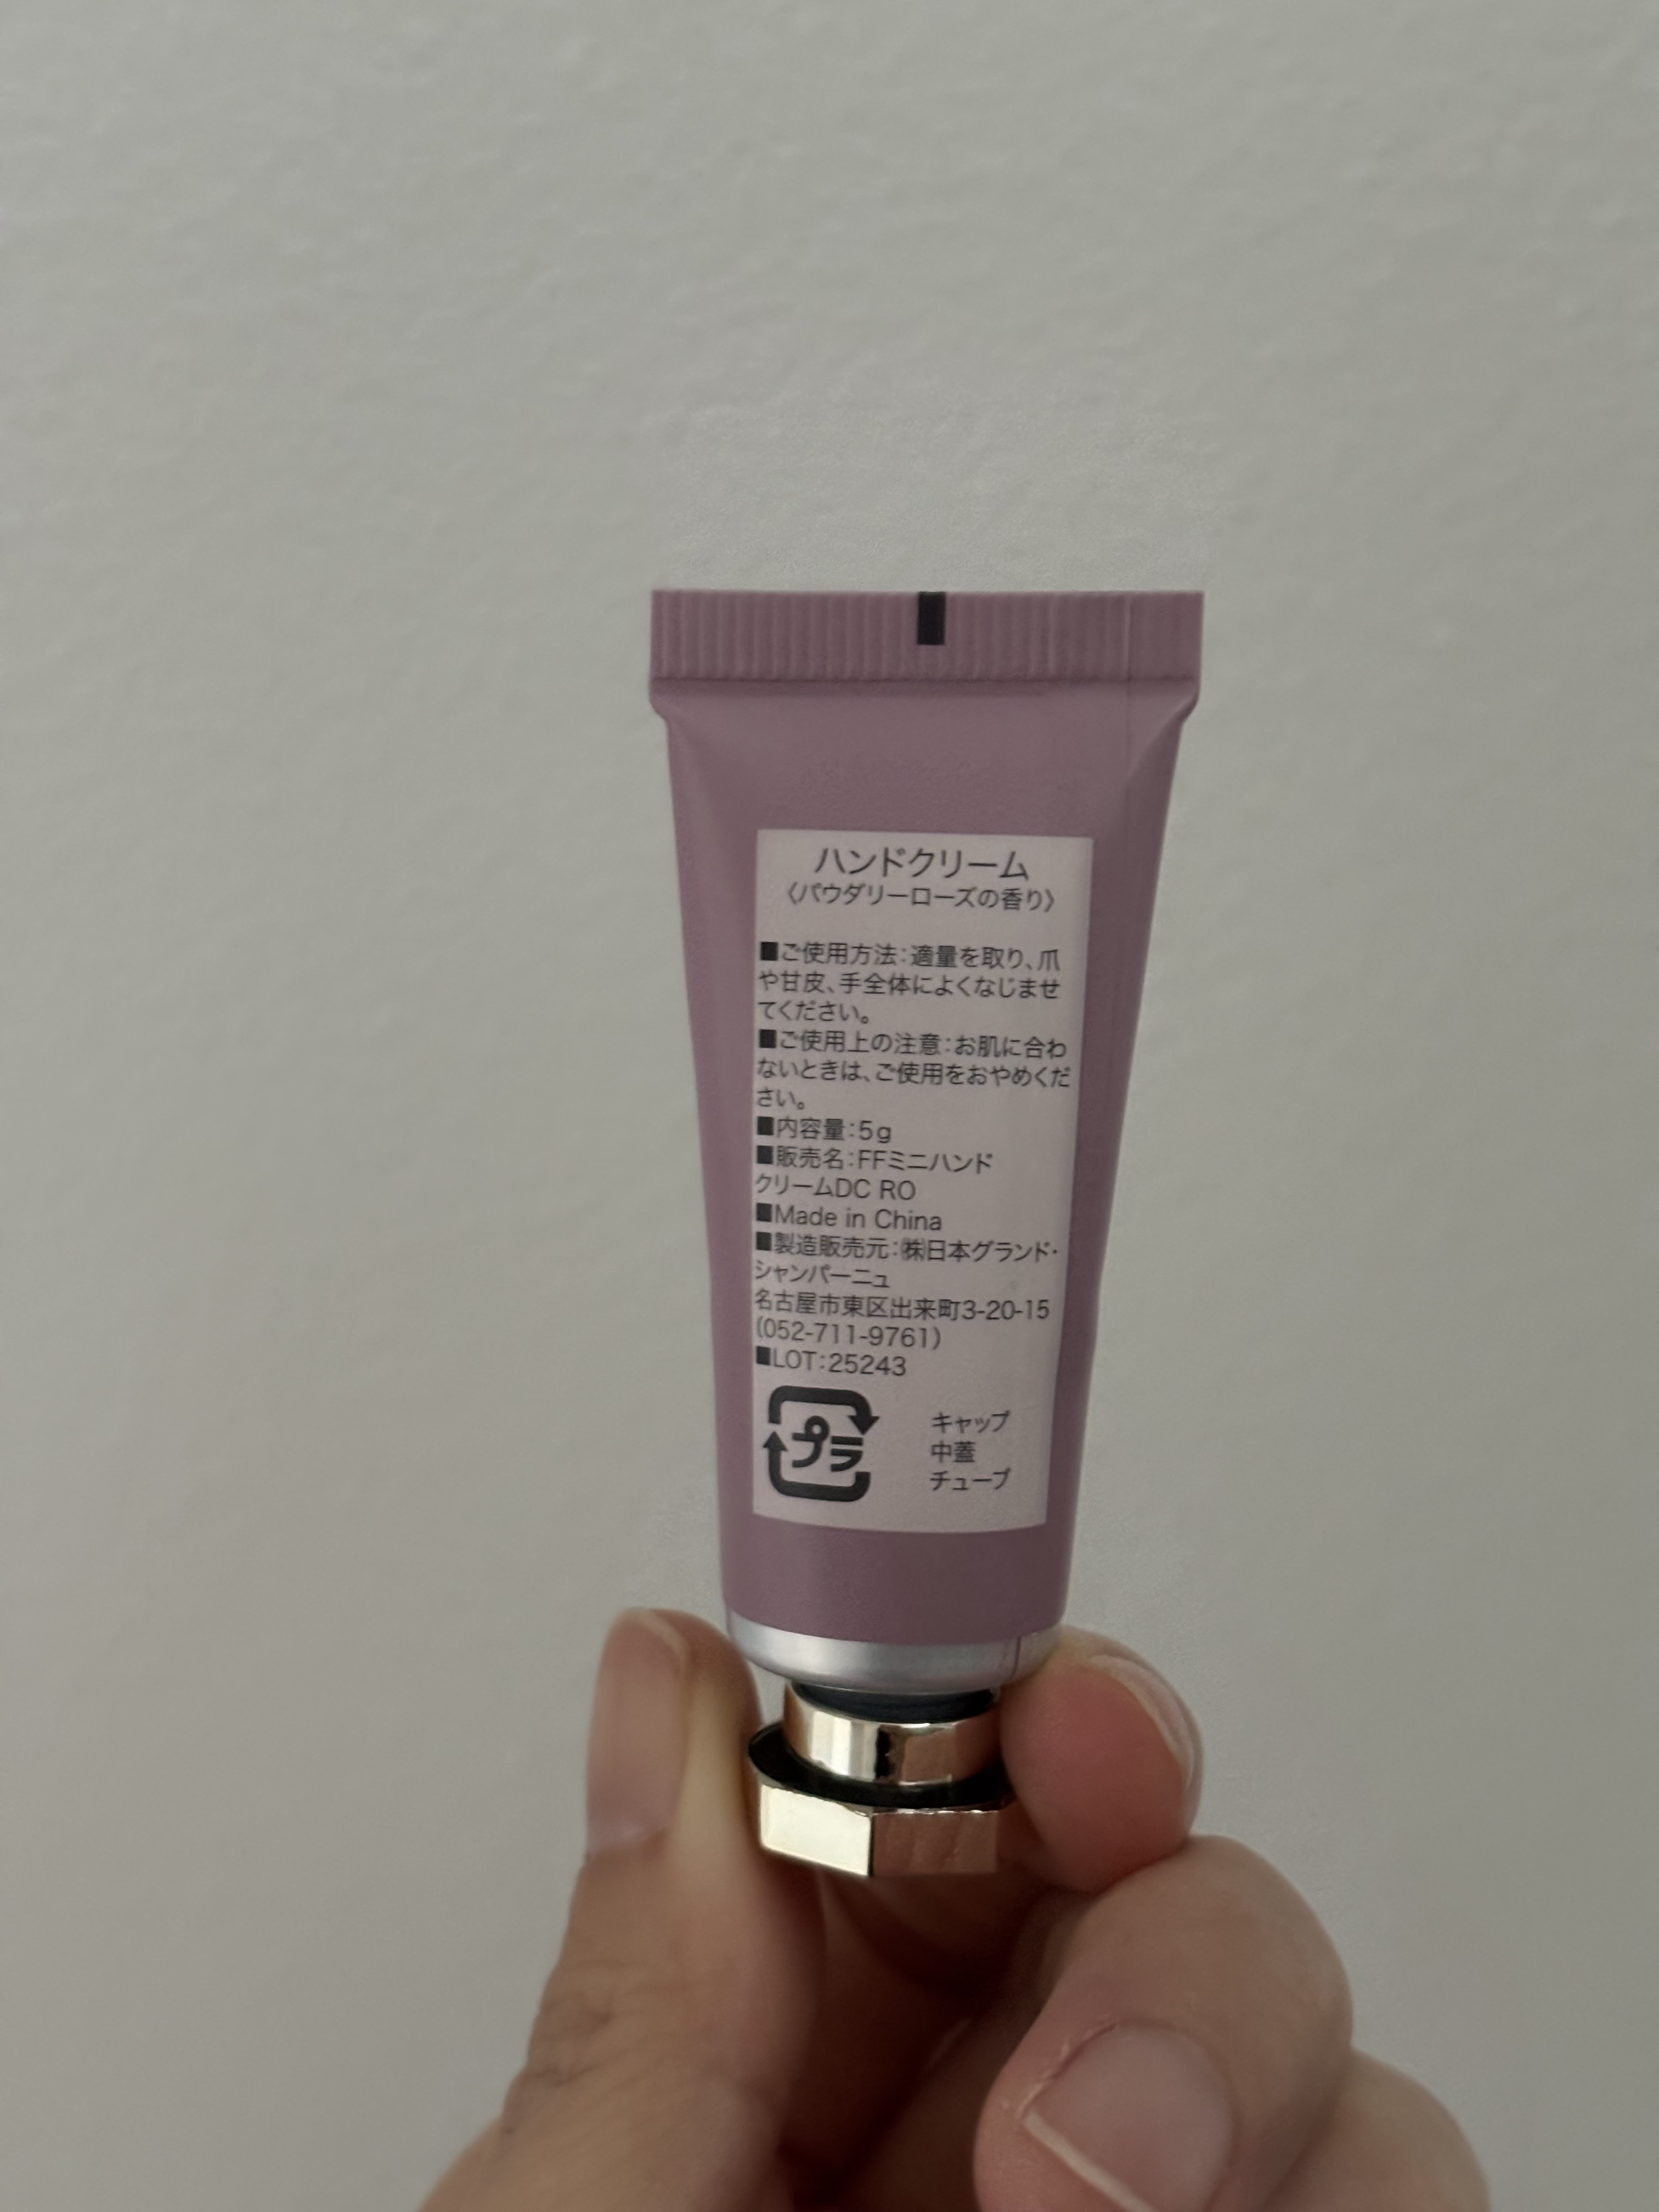 ハンドクリーム
〈パウダリーローズの香り〉
■ご使用方法：適量を取り、爪
や甘皮、手全体によくなじませ
てください。
■ご使用上の注意：お肌に合わ
ないときは、ご使用をおやめくだ
さい。
■内容量：5g
■販売名：FFミニハンド
クリームDC RO
■Made in China
■製造販売元：㈱日本グランド・
シャンパーニュ
名古屋市東区出来町3-20-15
(052-711-9761)
■LOT：25243
プラ
キャップ
中蓋
チューブ